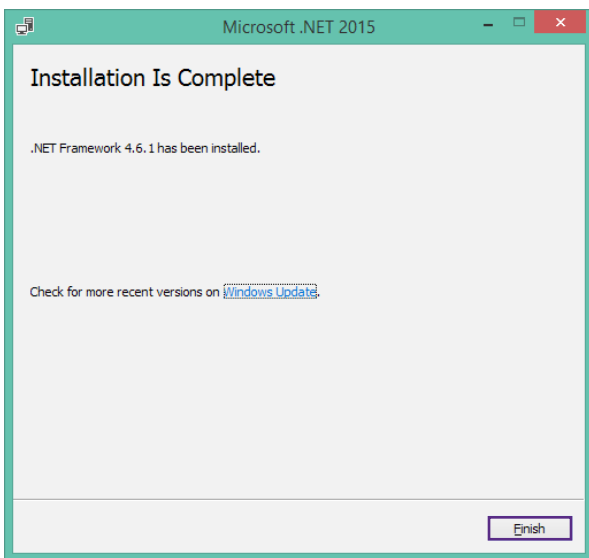 Microsoft .NET 2015
Installation Is Complete
.NET Framework 4.6.1 has been installed.
Check for more recent versions on Windows Update.
Finish